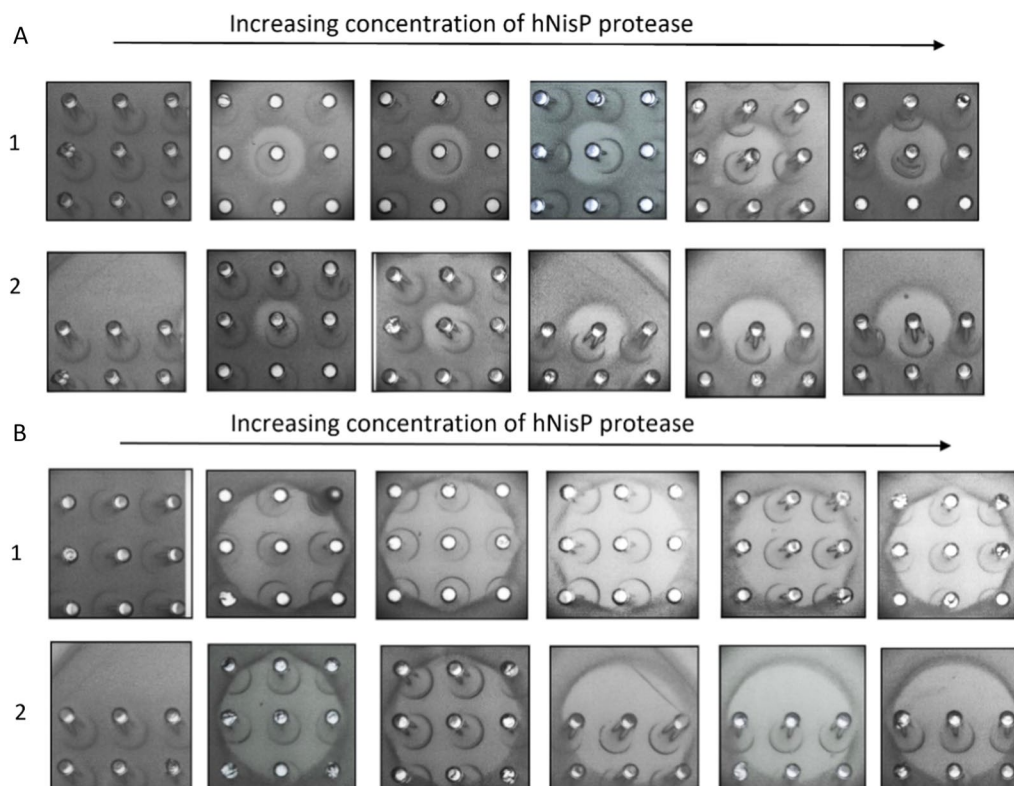 A
Increasing concentration of hNisP protease
1
2
B
Increasing concentration of hNisP protease
1
2